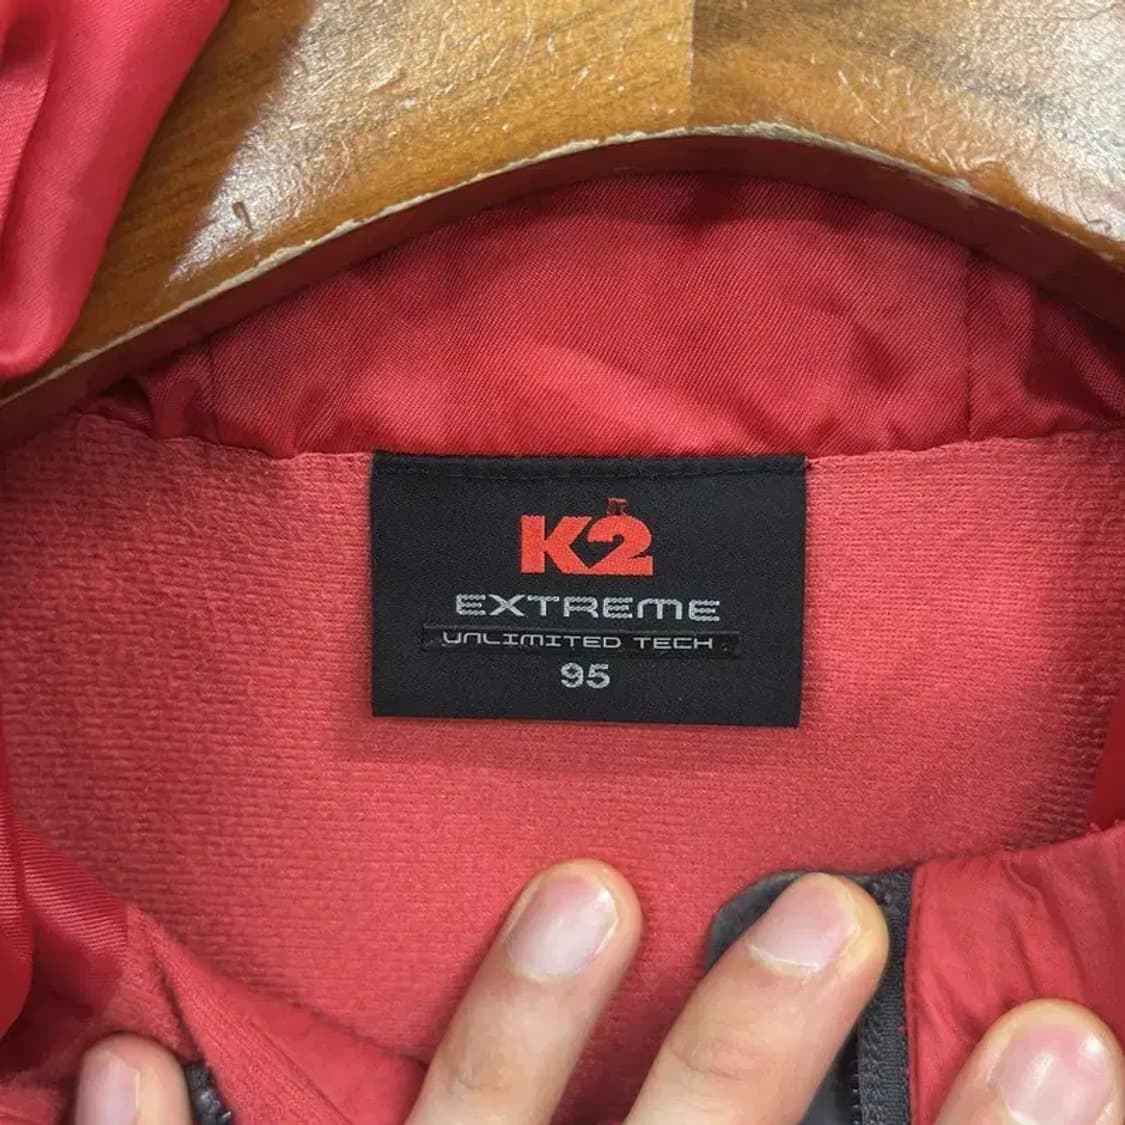 K2
EXTREME
UNLIMITED TECH
95